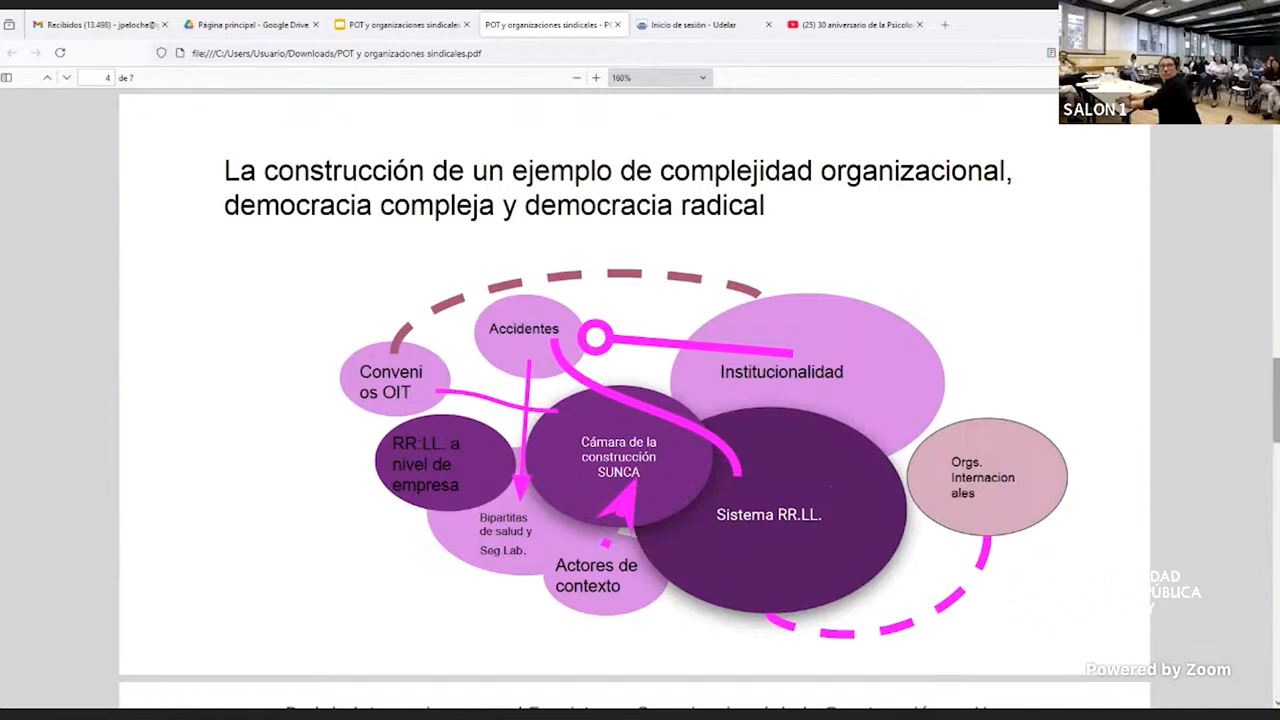 Recibidos (13.498) - jpeloche@
Página principal - Google Drive
POT y organizaciones sindicales
POT y organizaciones sindicales - PO
Inicio de sesión - Udelar
(25) 30 aniversario de la Psicolo
file:///C:/Users/Usuario/Downloads/POT y organizaciones sindicales.pdf
4 de 7
160%
SALON 1
La construcción de un ejemplo de complejidad organizacional,
democracia compleja y democracia radical
Accidentes
Conveni
os OIT
Institucionalidad
RR:LL. a
nivel de
empresa
Cámara de la
construcción
SUNCA
Orgs.
Internacion
ales
Sistema RR.LL.
Bipartitas
de salud y
Seg Lab.
Actores de
contexto
DAD
PÚBLICA
Y
Powered by Zoom